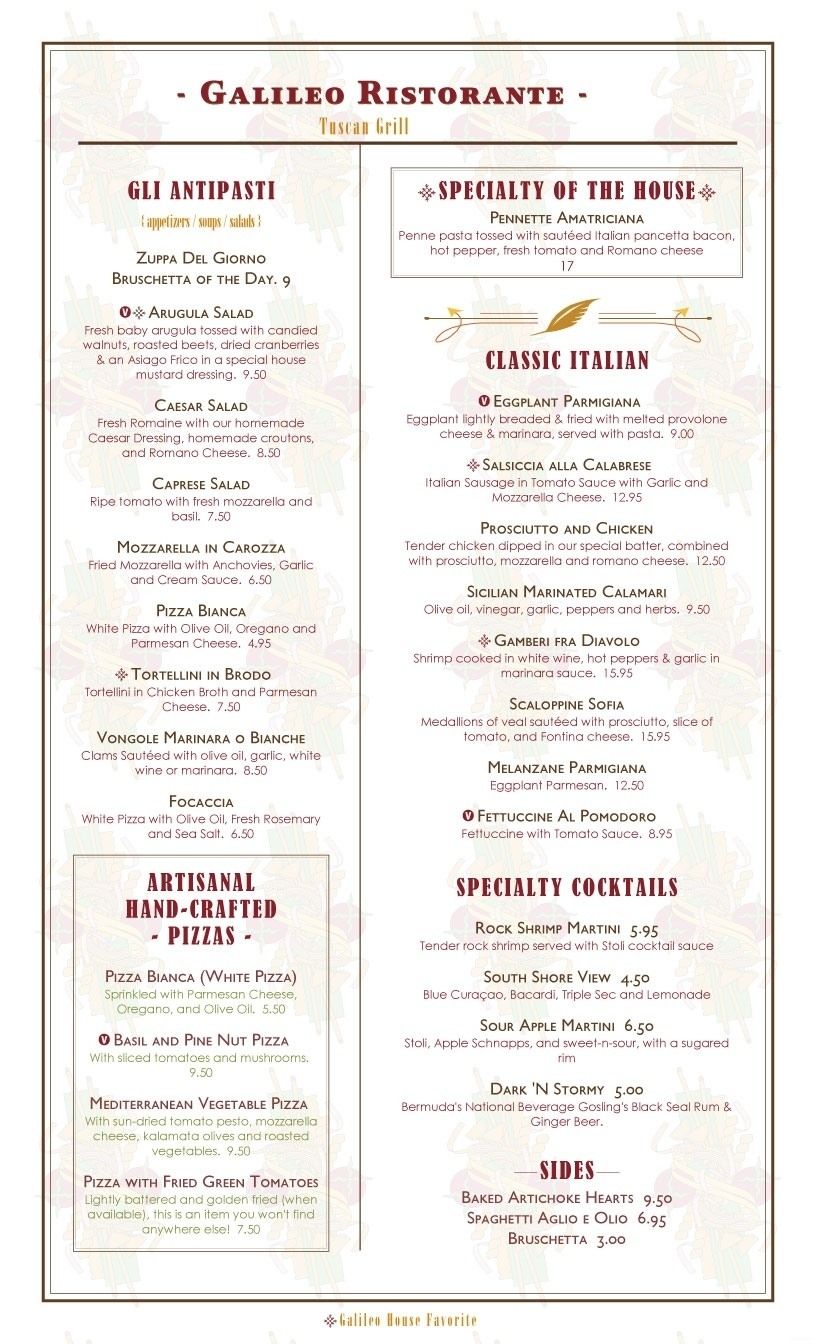 - Galileo Ristorante -
Tuscan Grill
GLI ANTIPASTI
{ appetizers / soups / salads }
Zuppa Del Giorno
Bruschetta of the Day. 9
V Arugula Salad
Fresh baby arugula tossed with candied
walnuts, roasted beets, dried cranberries
& an Asiago Frico in a special house
mustard dressing. 9.50
Caesar Salad
Fresh Romaine with our homemade
Caesar Dressing, homemade croutons,
and Romano Cheese. 8.50
Caprese Salad
Ripe tomato with fresh mozzarella and
basil. 7.50
Mozzarella in Carozza
Fried Mozzarella with Anchovies, Garlic
and Cream Sauce. 6.50
Pizza Bianca
White Pizza with Olive Oil, Oregano and
Parmesan Cheese. 4.95
Tortellini in Brodo
Tortellini in Chicken Broth and Parmesan
Cheese. 7.50
Vongole Marinara o Bianche
Clams Sautéed with olive oil, garlic, white
wine or marinara. 8.50
Focaccia
White Pizza with Olive Oil, Fresh Rosemary
and Sea Salt. 6.50
ARTISANAL
HAND-CRAFTED
- PIZZAS -
Pizza Bianca (White Pizza)
Sprinkled with Parmesan Cheese,
Oregano, and Olive Oil. 5.50
V Basil and Pine Nut Pizza
With sliced tomatoes and mushrooms.
9.50
Mediterranean Vegetable Pizza
With sun-dried tomato pesto, mozzarella
cheese, kalamata olives and roasted
vegetables. 9.50
Pizza with Fried Green Tomatoes
Lightly battered and golden fried (when
available), this is an item you won't find
anywhere else! 7.50
SPECIALTY OF THE HOUSE
Pennette Amatriciana
Penne pasta tossed with sautéed Italian pancetta bacon,
hot pepper, fresh tomato and Romano cheese
17
CLASSIC ITALIAN
V Eggplant Parmigiana
Eggplant lightly breaded & fried with melted provolone
cheese & marinara, served with pasta. 9.00
Salsiccia alla Calabrese
Italian Sausage in Tomato Sauce with Garlic and
Mozzarella Cheese. 12.95
Prosciutto and Chicken
Tender chicken dipped in our special batter, combined
with prosciutto, mozzarella and romano cheese. 12.50
Sicilian Marinated Calamari
Olive oil, vinegar, garlic, peppers and herbs. 9.50
Gamberi fra Diavolo
Shrimp cooked in white wine, hot peppers & garlic in
marinara sauce. 15.95
Scaloppine Sofia
Medallions of veal sautéed with prosciutto, slice of
tomato, and Fontina cheese. 15.95
Melanzane Parmigiana
Eggplant Parmesan. 12.50
V Fettuccine Al Pomodoro
Fettuccine with Tomato Sauce. 8.95
SPECIALTY COCKTAILS
Rock Shrimp Martini 5.95
Tender rock shrimp served with Stoli cocktail sauce
South Shore View 4.50
Blue Curaçao, Bacardi, Triple Sec and Lemonade
Sour Apple Martini 6.50
Stoli, Apple Schnapps, and sweet-n-sour, with a sugared
rim
Dark 'N Stormy 5.00
Bermuda's National Beverage Gosling's Black Seal Rum &
Ginger Beer.
SIDES
Baked Artichoke Hearts 9.50
Spaghetti Aglio e Olio 6.95
Bruschetta 3.00
Galileo House Favorite